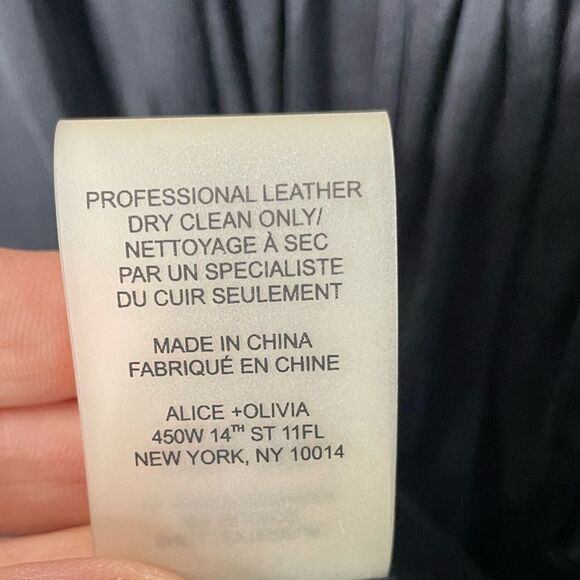 PROFESSIONAL LEATHER
DRY CLEAN ONLY/
NETTOYAGE À SEC
PAR UN SPECIALISTE
DU CUIR SEULEMENT
MADE IN CHINA
FABRIQUÉ EN CHINE
ALICE +OLIVIA
450W 14TH ST 11FL
NEW YORK, NY 10014